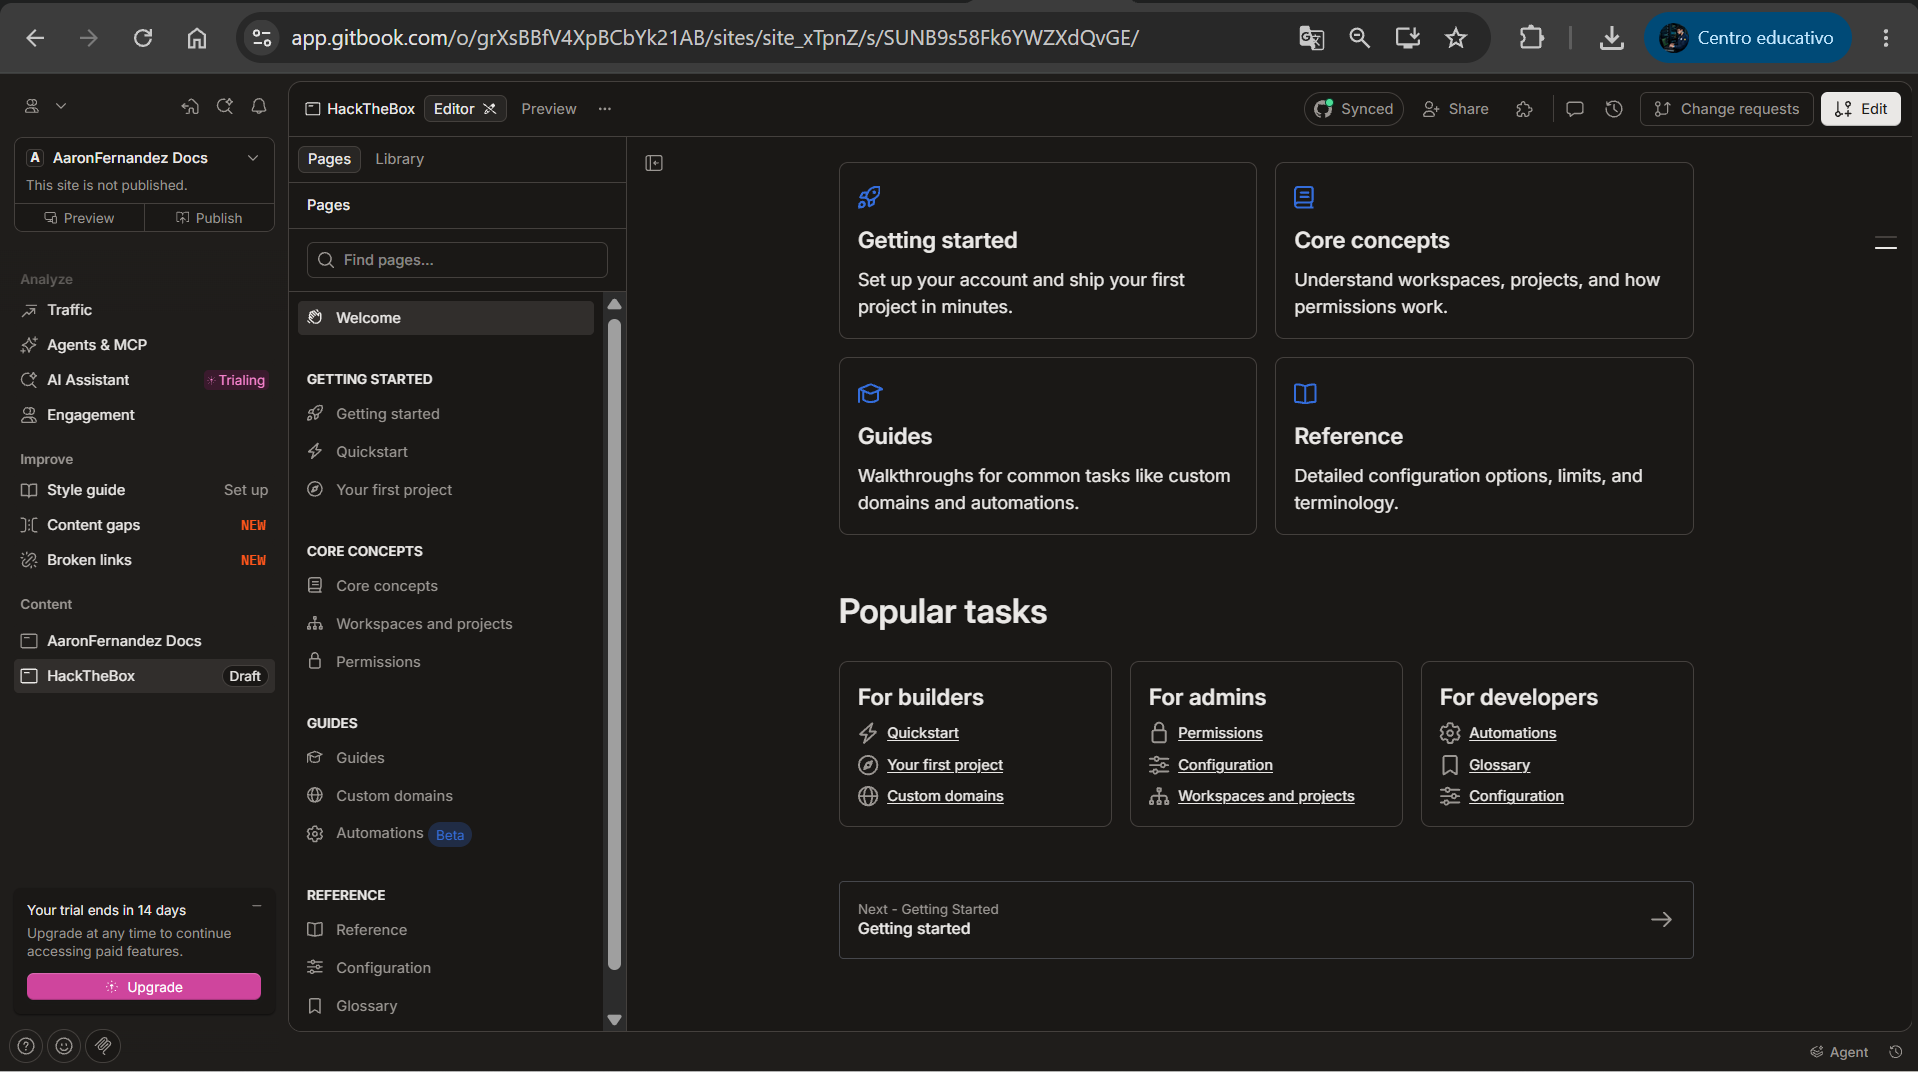 app.gitbook.com/o/grXsBBfV4XpBCbYk21AB/sites/site_xTpnZ/s/SUNB9s58Fk6YWZXdQvGE/
Centro educativo
HackTheBox
Editor
Preview
Synced
Share
Change requests
Edit
A AaronFernandez Docs
This site is not published.
Preview
Publish
Analyze
Traffic
Agents & MCP
AI Assistant
Trialing
Engagement
Improve
Style guide
Set up
Content gaps
NEW
Broken links
NEW
Content
AaronFernandez Docs
HackTheBox
Draft
Your trial ends in 14 days
Upgrade at any time to continue
accessing paid features.
Upgrade
Pages
Library
Pages
Find pages...
Welcome
GETTING STARTED
Getting started
Quickstart
Your first project
CORE CONCEPTS
Core concepts
Workspaces and projects
Permissions
GUIDES
Guides
Custom domains
Automations
Beta
REFERENCE
Reference
Configuration
Glossary
Getting started
Set up your account and ship your first
project in minutes.
Core concepts
Understand workspaces, projects, and how
permissions work.
Guides
Walkthroughs for common tasks like custom
domains and automations.
Reference
Detailed configuration options, limits, and
terminology.
Popular tasks
For builders
Quickstart
Your first project
Custom domains
For admins
Permissions
Configuration
Workspaces and projects
For developers
Automations
Glossary
Configuration
Next - Getting Started
Getting started
Agent